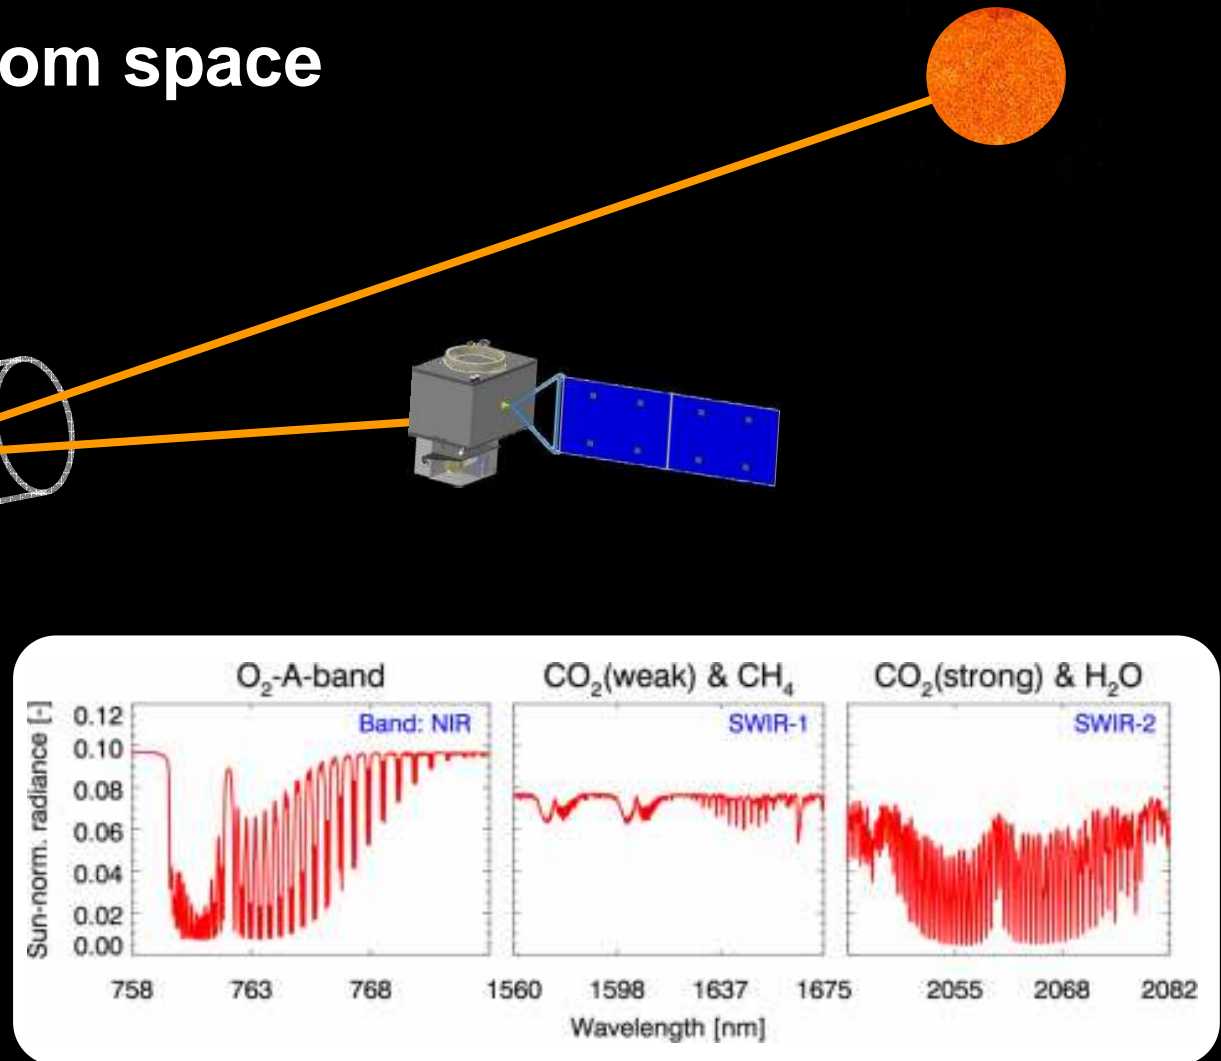 om space
O₂-A-band
CO₂(weak) & CH₄
CO₂(strong) & H₂O
Band: NIR
SWIR-1
SWIR-2
Sun-norm. radiance [-]
0.12
0.10
0.08
0.06
0.04
0.02
0.00
758 763 768 1560 1598 1637 1675 2055 2068 2082
Wavelength [nm]